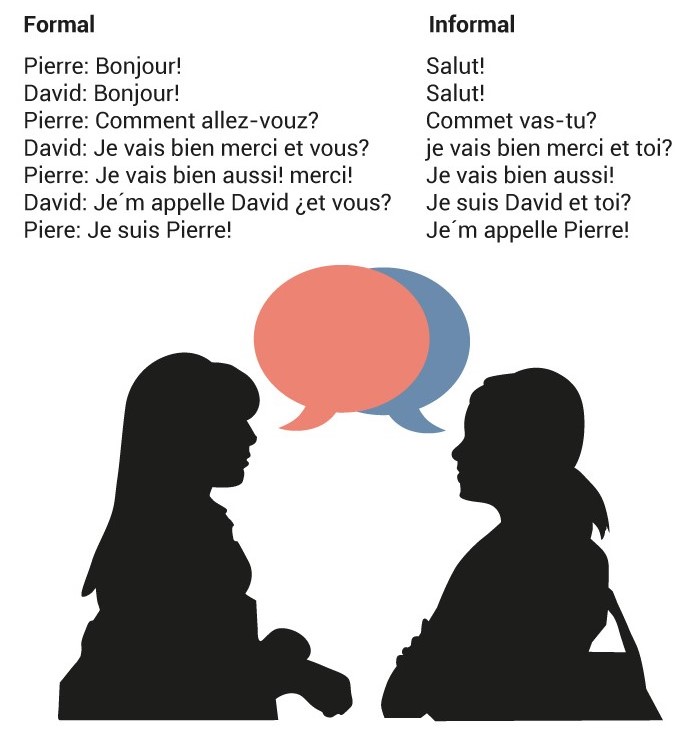 Formal
Pierre: Bonjour!
David: Bonjour!
Pierre: Comment allez-vouz?
David: Je vais bien merci et vous?
Pierre: Je vais bien aussi! merci!
David: Je´m appelle David ¿et vous?
Piere: Je suis Pierre!
Informal
Salut!
Salut!
Commet vas-tu?
je vais bien merci et toi?
Je vais bien aussi!
Je suis David et toi?
Je´m appelle Pierre!